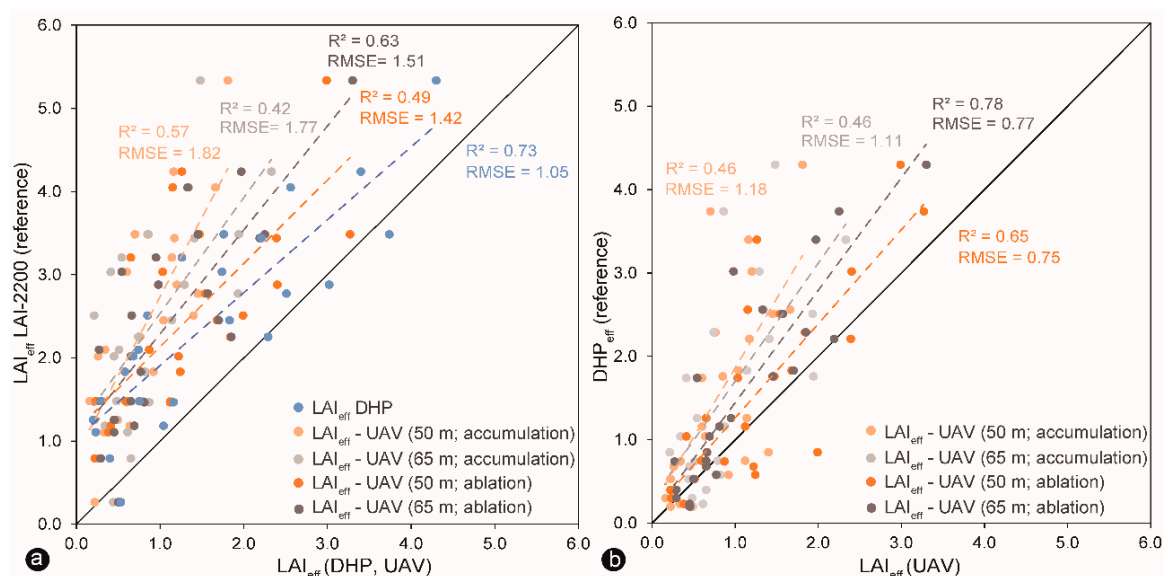 6.0
5.0
4.0
3.0
2.0
1.0
0.0
LAIeff LAI-2200 (reference)
R² = 0.63
RMSE= 1.51
R² = 0.49
RMSE = 1.42
R² = 0.42
RMSE= 1.77
R² = 0.57
RMSE = 1.82
R² = 0.73
RMSE = 1.05
LAIeff DHP
LAIeff - UAV (50 m; accumulation)
LAIeff - UAV (65 m; accumulation)
LAIeff - UAV (50 m; ablation)
LAIeff - UAV (65 m; ablation)
0.0 1.0 2.0 3.0 4.0 5.0 6.0
a
LAIeff (DHP, UAV)
6.0
5.0
4.0
3.0
2.0
1.0
0.0
DHPeff (reference)
R² = 0.78
RMSE = 0.77
R² = 0.46
RMSE = 1.11
R² = 0.46
RMSE = 1.18
R² = 0.65
RMSE = 0.75
LAIeff - UAV (50 m; accumulation)
LAIeff - UAV (65 m; accumulation)
LAIeff - UAV (50 m; ablation)
LAIeff - UAV (65 m; ablation)
0.0 1.0 2.0 3.0 4.0 5.0 6.0
b
LAIeff (UAV)